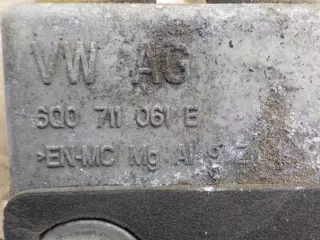 VW AG
6Q0 711 061 E
>EN-MC Mg Al 9 Z